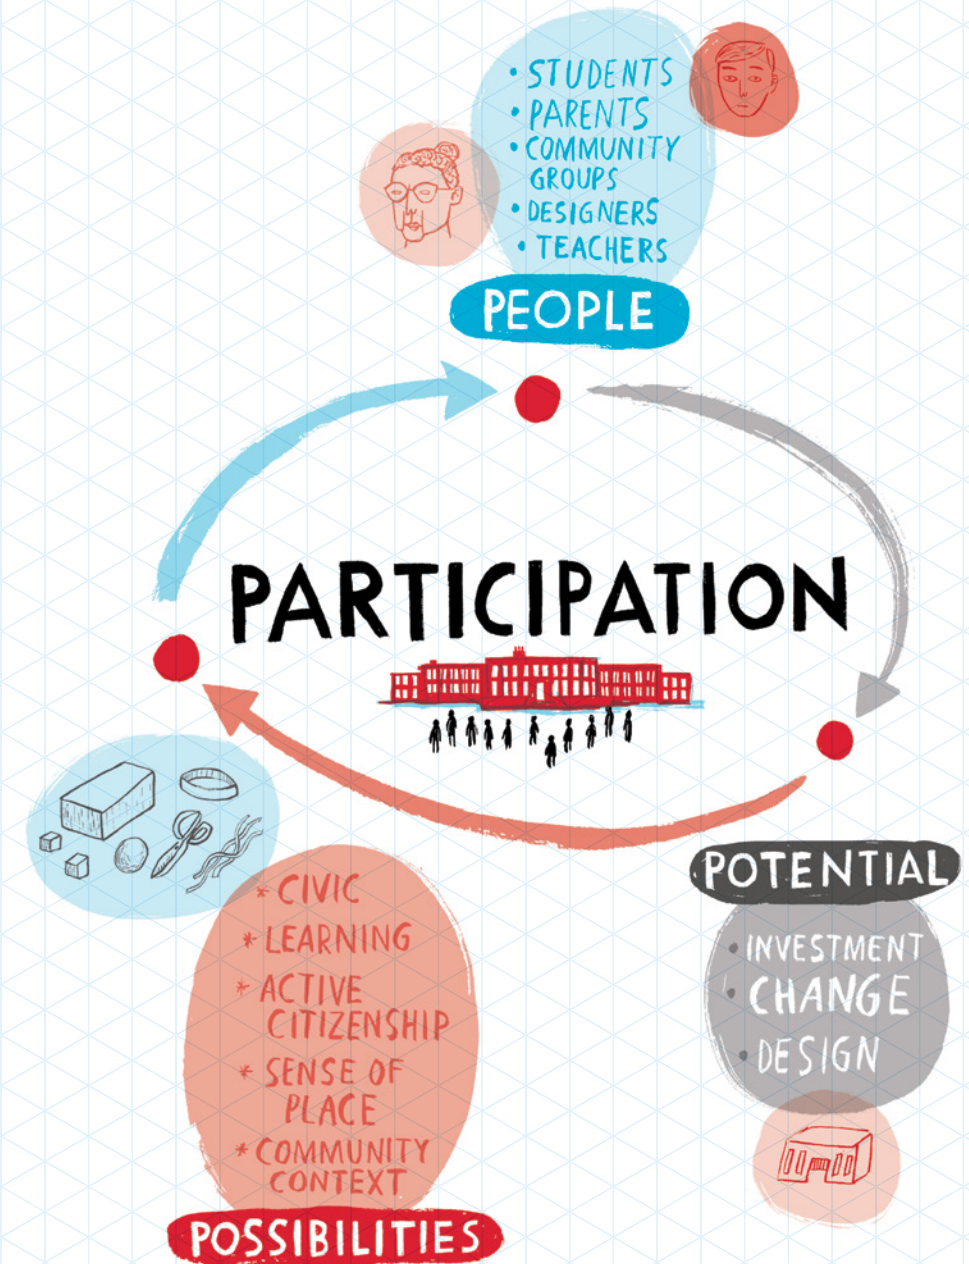 • STUDENTS
• PARENTS
• COMMUNITY
GROUPS
• DESIGNERS
• TEACHERS
PEOPLE
PARTICIPATION
POTENTIAL
• INVESTMENT
• CHANGE
• DESIGN
* CIVIC
* LEARNING
* ACTIVE
CITIZENSHIP
* SENSE OF
PLACE
* COMMUNITY
CONTEXT
POSSIBILITIES